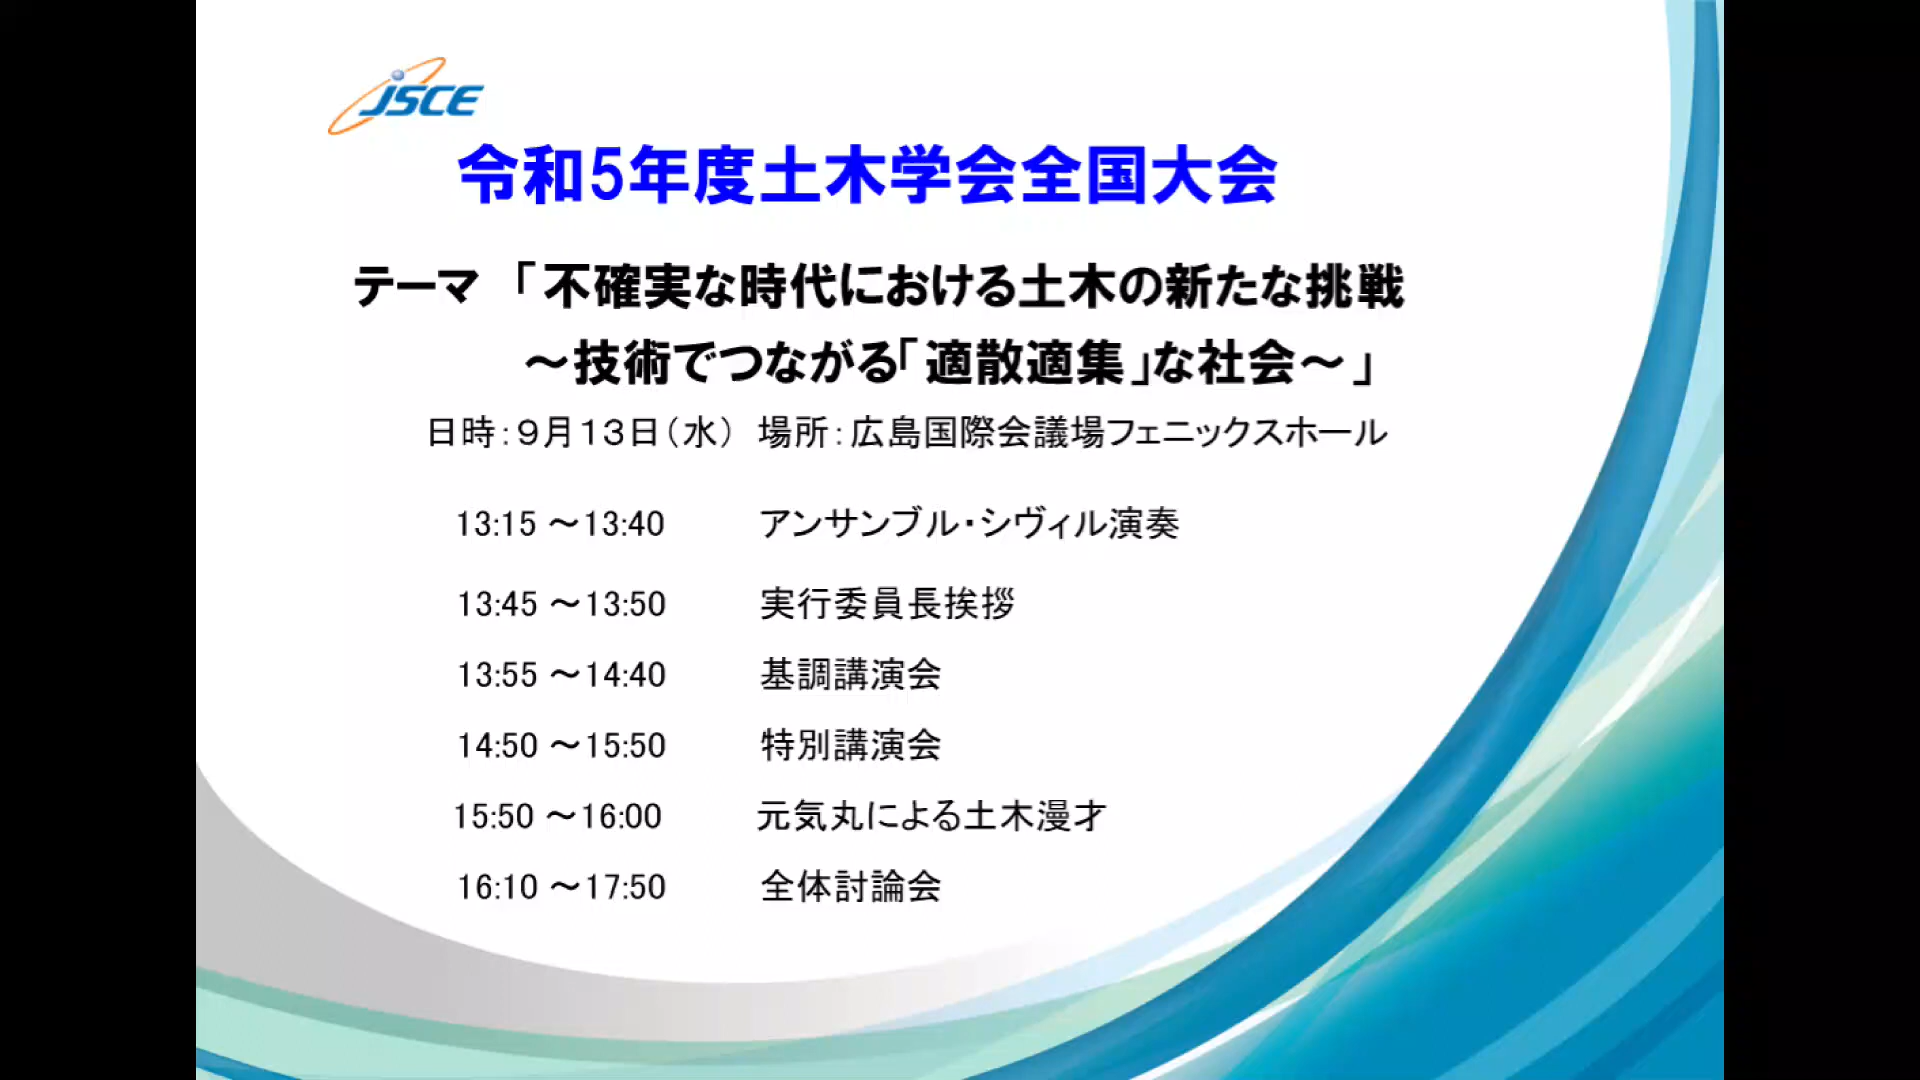 JSCE
令和5年度土木学会全国大会
テーマ 「不確実な時代における土木の新たな挑戦
～技術でつながる「適散適集」な社会～」
日時：９月１３日（水） 場所：広島国際会議場フェニックスホール
13:15 ～13:40 アンサンブル・シヴィル演奏
13:45 ～13:50 実行委員長挨拶
13:55 ～14:40 基調講演会
14:50 ～15:50 特別講演会
15:50 ～16:00 元気丸による土木漫才
16:10 ～17:50 全体討論会